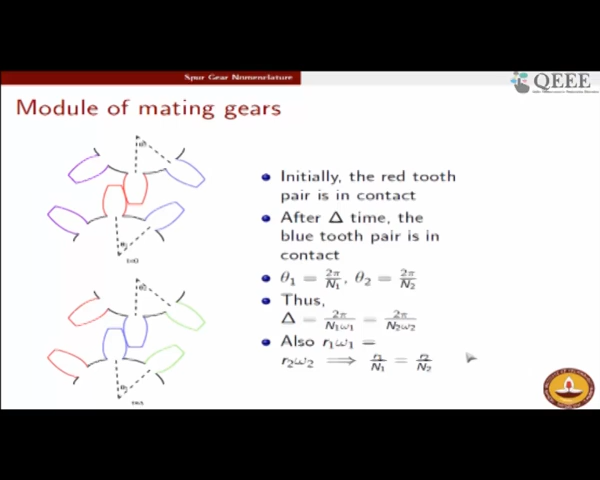 Spur Gear Nomenclature
QEEE
Module of mating gears
Initially, the red tooth
pair is in contact
After Δ time, the
blue tooth pair is in
contact
θ₁ = 2π/N₁, θ₂ = 2π/N₂
Thus,
Δ = 2π/N₁ω₁ = 2π/N₂ω₂
Also r₁ω₁ =
r₂ω₂ ⟹ r₁/N₁ = r₂/N₂
t=0